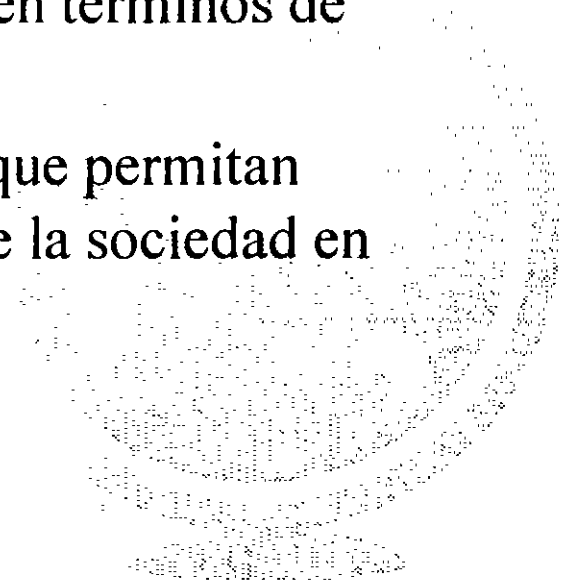 en términos de
que permitan
e la sociedad en